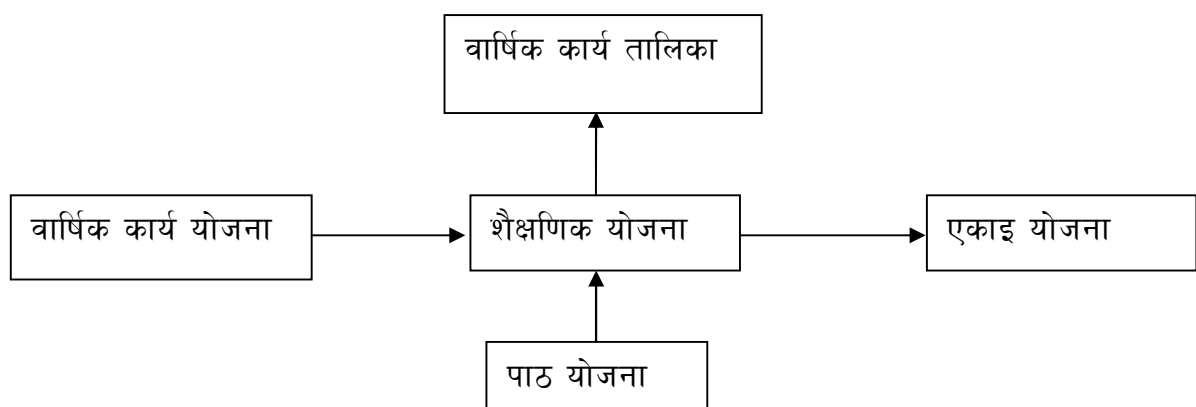 वार्षिक कार्य तालिका
वार्षिक कार्य योजना
शैक्षणिक योजना
एकाइ योजना
पाठ योजना